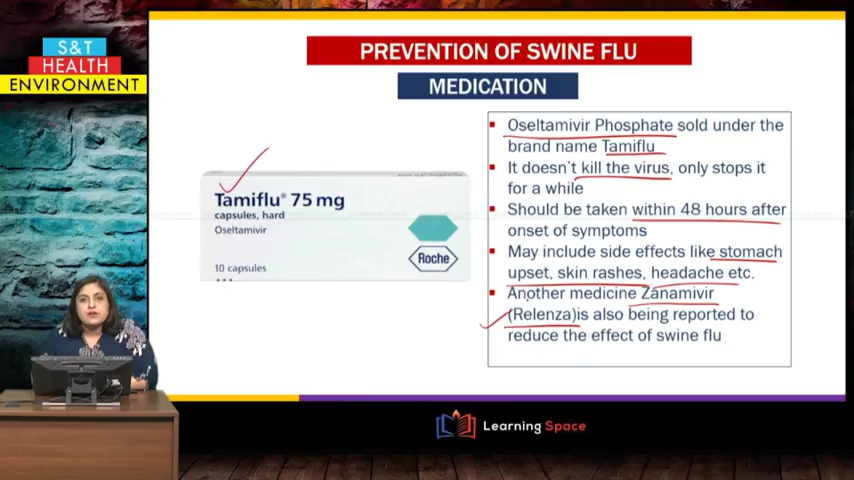 S&T
HEALTH
ENVIRONMENT
PREVENTION OF SWINE FLU
MEDICATION
Tamiflu® 75 mg
capsules, hard
Oseltamivir
Roche
10 capsules
Oseltamivir Phosphate sold under the
brand name Tamiflu
It doesn't kill the virus, only stops it
for a while
Should be taken within 48 hours after
onset of symptoms
May include side effects like stomach
upset, skin rashes, headache etc.
Another medicine Zanamivir
(Relenza)is also being reported to
reduce the effect of swine flu
Learning Space